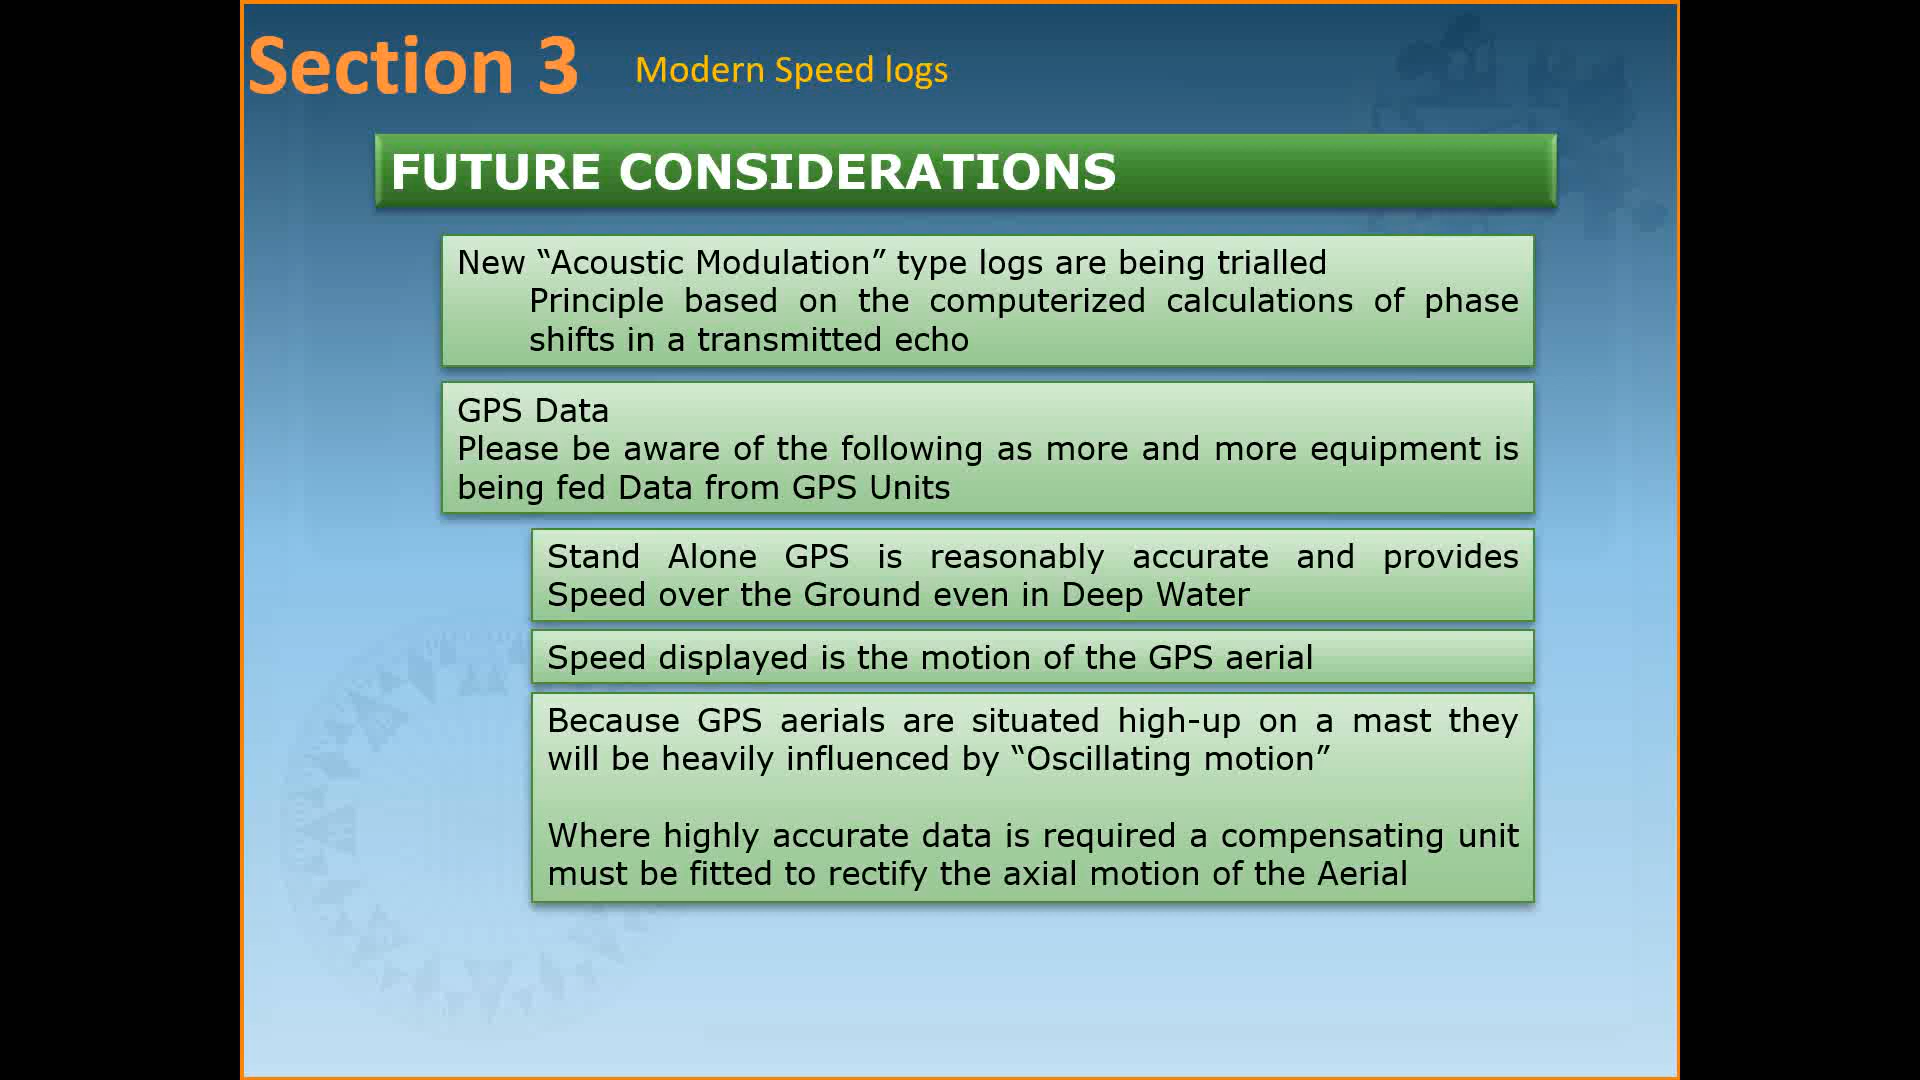 Section 3
Modern Speed logs
FUTURE CONSIDERATIONS
New “Acoustic Modulation” type logs are being trialled
Principle based on the computerized calculations of phase
shifts in a transmitted echo
GPS Data
Please be aware of the following as more and more equipment is
being fed Data from GPS Units
Stand Alone GPS is reasonably accurate and provides
Speed over the Ground even in Deep Water
Speed displayed is the motion of the GPS aerial
Because GPS aerials are situated high-up on a mast they
will be heavily influenced by “Oscillating motion”
Where highly accurate data is required a compensating unit
must be fitted to rectify the axial motion of the Aerial